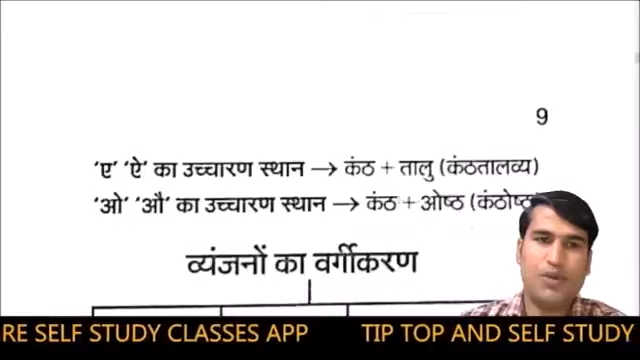 9
'ए' 'ऐ' का उच्चारण स्थान → कंठ + तालु (कंठतालव्य)
'ओ' 'औ' का उच्चारण स्थान → कंठ + ओष्ठ
व्यंजनों का वर्गीकरण
RE SELF STUDY CLASSES APP TIP TOP AND SELF STUDY